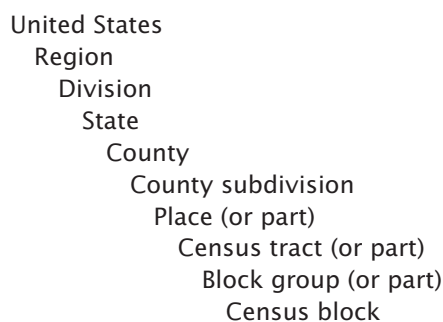 United States
Region
Division
State
County
County subdivision
Place (or part)
Census tract (or part)
Block group (or part)
Census block